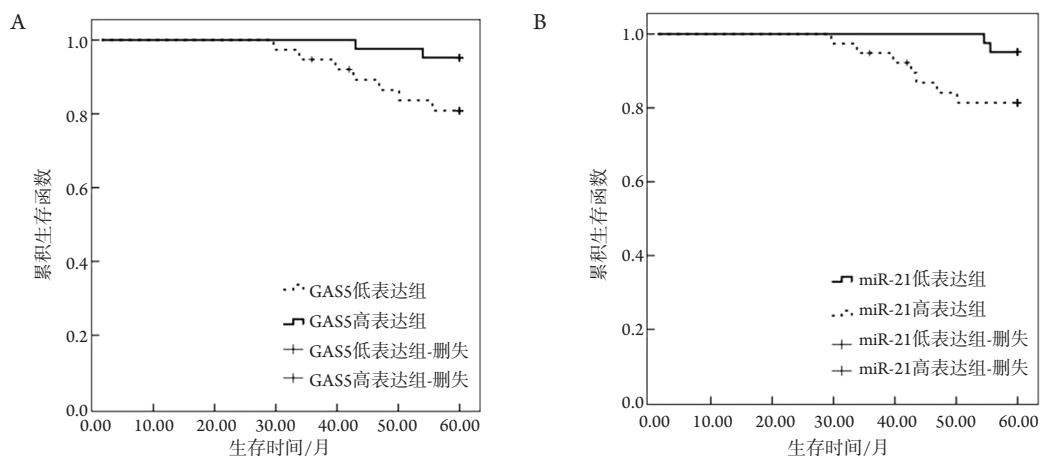 A
1.0
0.8
0.6
0.4
0.2
0.0
累积生存函数
GAS5低表达组
GAS5高表达组
GAS5低表达组-删失
GAS5高表达组-删失
0.00 10.00 20.00 30.00 40.00 50.00 60.00
生存时间/月
B
1.0
0.8
0.6
0.4
0.2
0.0
累积生存函数
miR-21低表达组
miR-21高表达组
miR-21低表达组-删失
miR-21高表达组-删失
0.00 10.00 20.00 30.00 40.00 50.00 60.00
生存时间/月